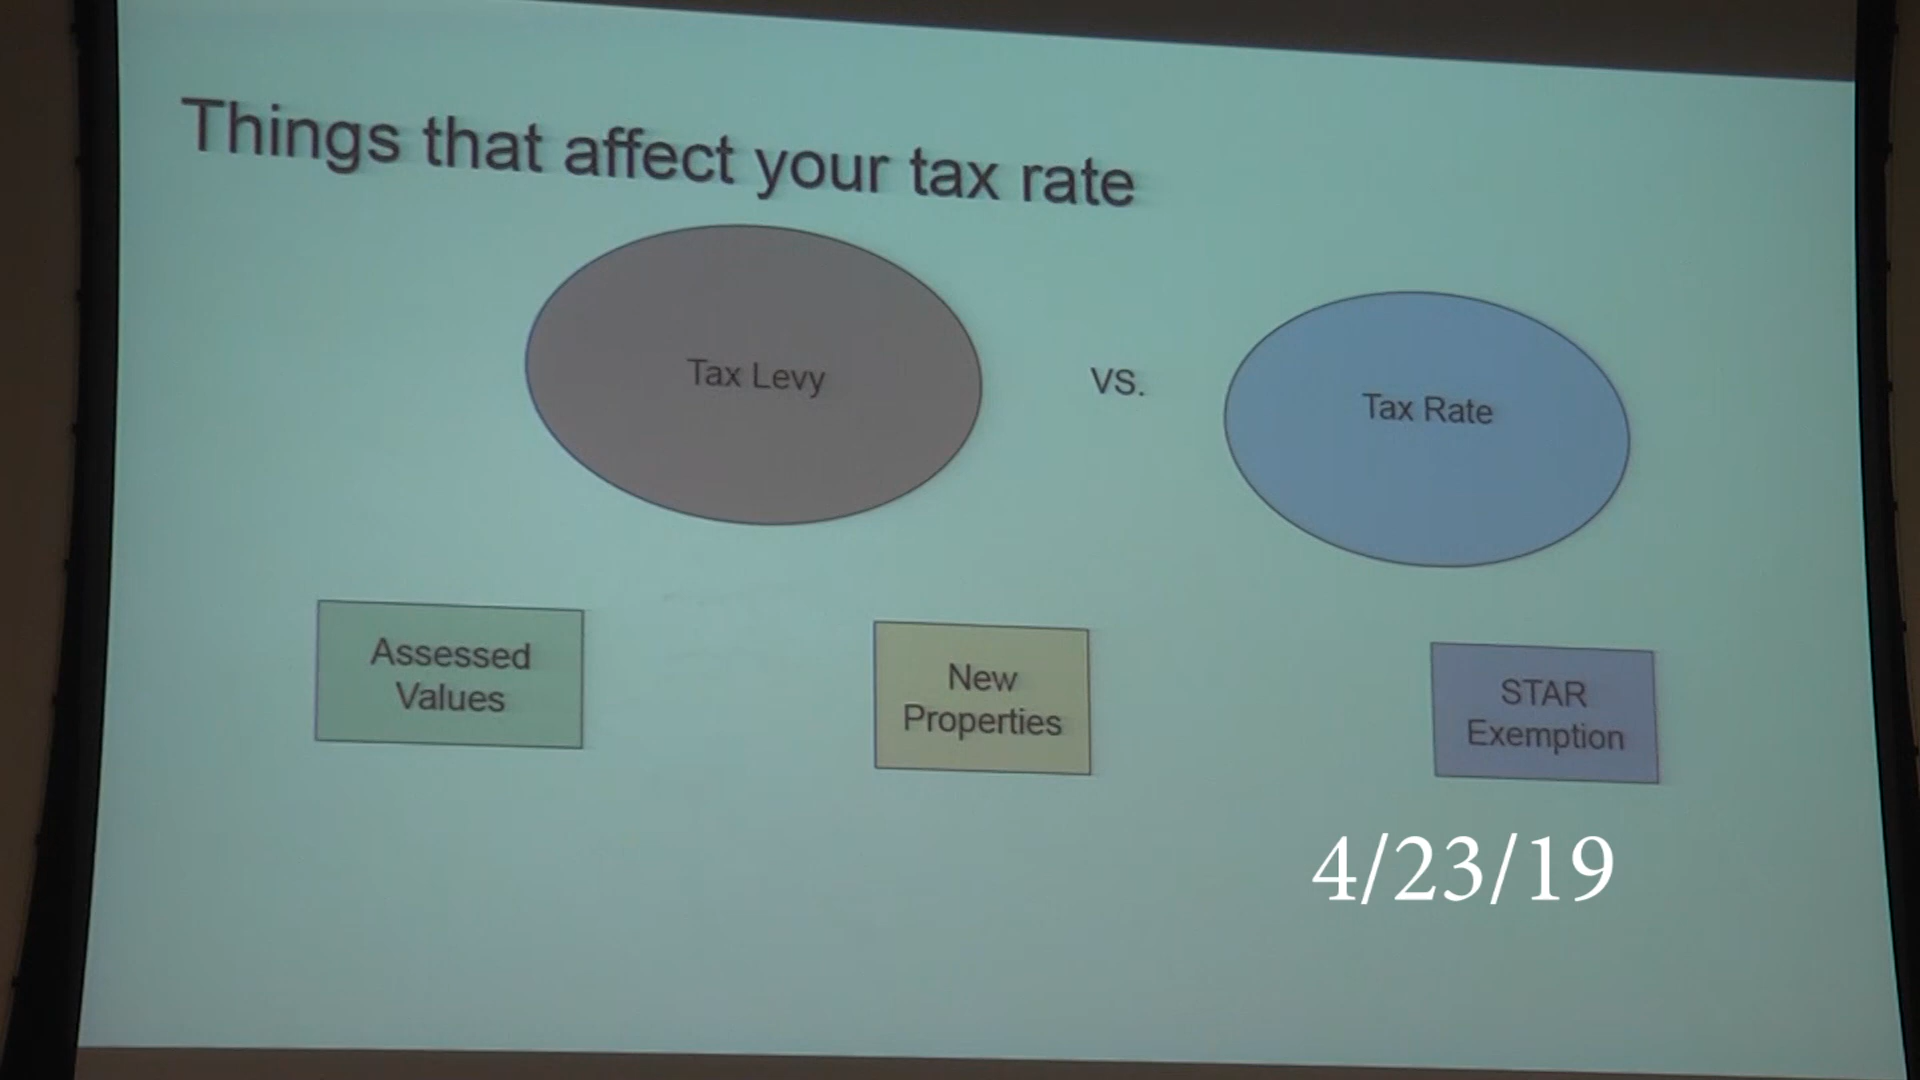 Things that affect your tax rate
Tax Levy
VS.
Tax Rate
Assessed
Values
New
Properties
STAR
Exemption
4/23/19